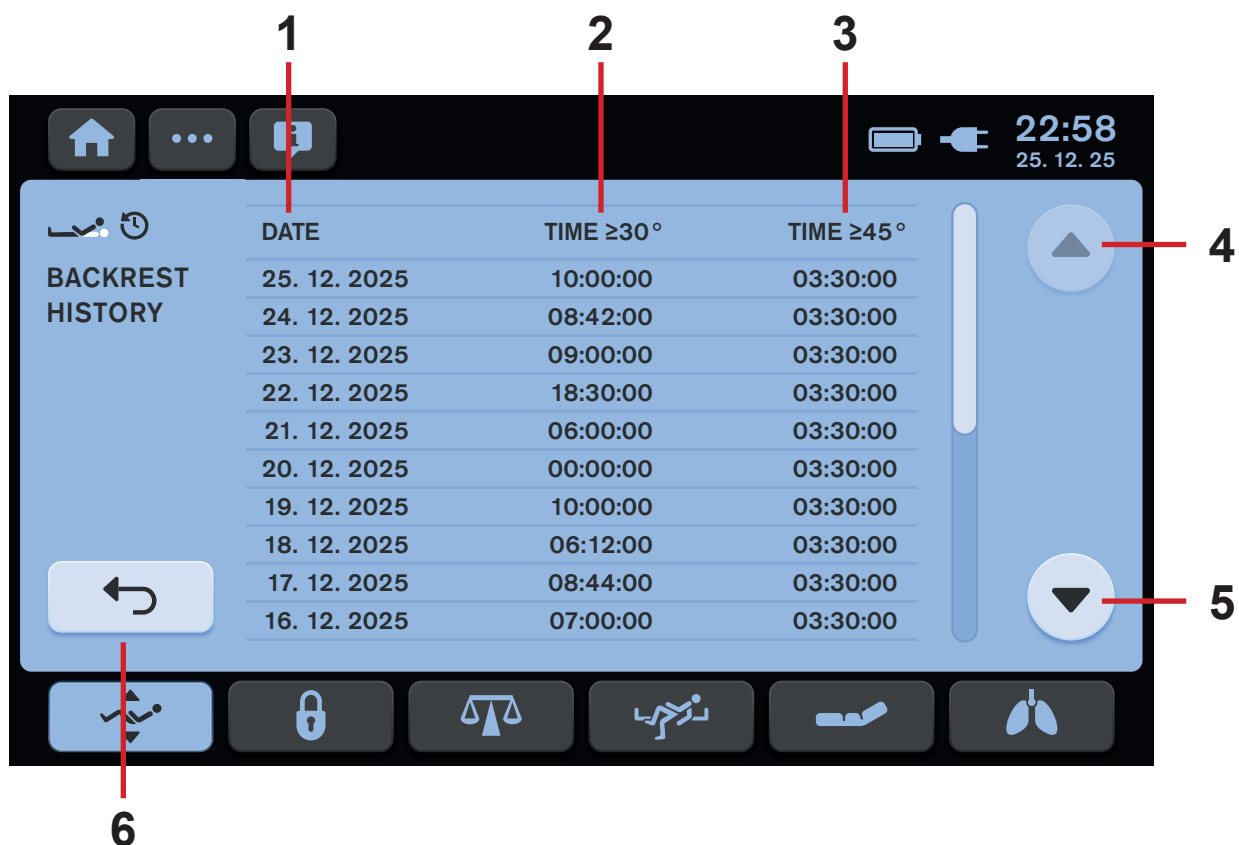 1 2 3
22:58
25. 12. 25
DATE TIME ≥30° TIME ≥45°
4
BACKREST
HISTORY
25. 12. 2025 10:00:00 03:30:00
24. 12. 2025 08:42:00 03:30:00
23. 12. 2025 09:00:00 03:30:00
22. 12. 2025 18:30:00 03:30:00
21. 12. 2025 06:00:00 03:30:00
20. 12. 2025 00:00:00 03:30:00
19. 12. 2025 10:00:00 03:30:00
18. 12. 2025 06:12:00 03:30:00
17. 12. 2025 08:44:00 03:30:00
16. 12. 2025 07:00:00 03:30:00
5
6